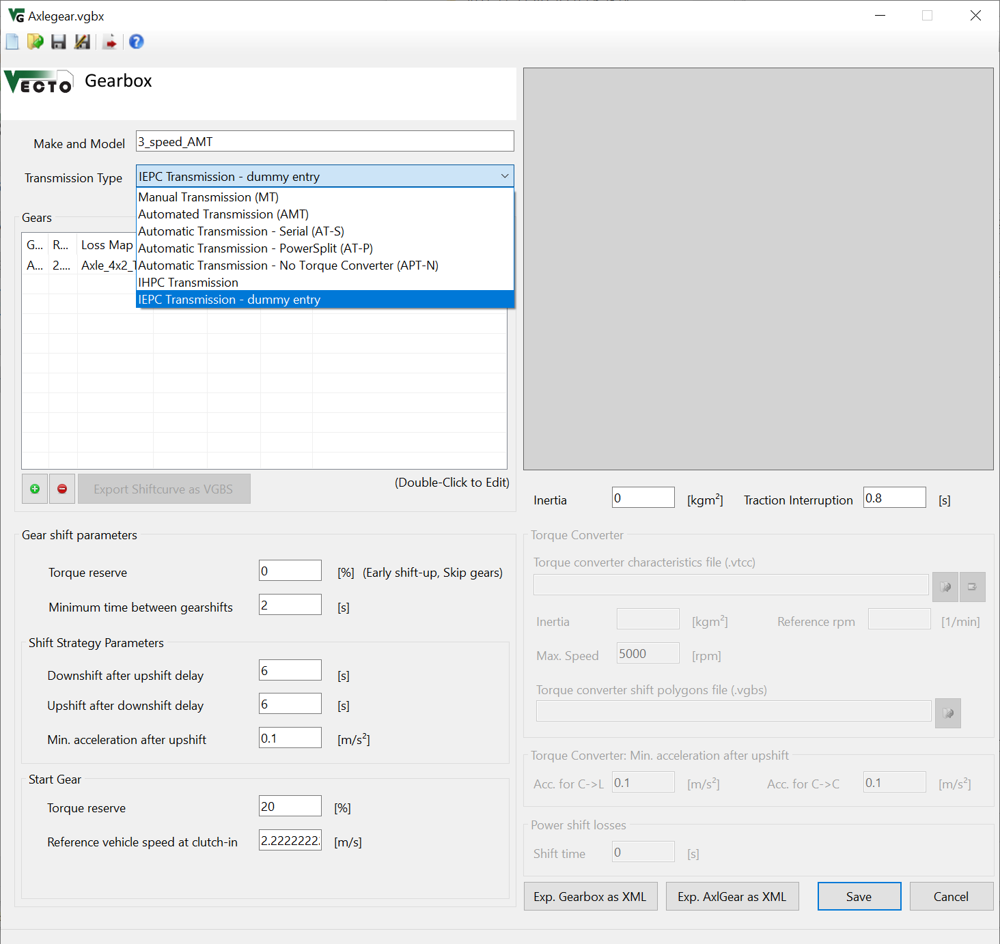 Axlegear.vgbx
VECTO
Gearbox
Make and Model
3_speed_AMT
Transmission Type
IEPC Transmission - dummy entry
Manual Transmission (MT)
Automated Transmission (AMT)
Automatic Transmission - Serial (AT-S)
Automatic Transmission - PowerSplit (AT-P)
Automatic Transmission - No Torque Converter (APT-N)
IHPC Transmission
IEPC Transmission - dummy entry
Gears
G... R... Loss Map
A... 2.... Axle_4x2_
Export Shiftcurve as VGBS
(Double-Click to Edit)
Inertia 0 [kgm²] Traction Interruption 0.8 [s]
Gear shift parameters
Torque reserve 0 [%] (Early shift-up, Skip gears)
Minimum time between gearshifts 2 [s]
Shift Strategy Parameters
Downshift after upshift delay 6 [s]
Upshift after downshift delay 6 [s]
Min. acceleration after upshift 0.1 [m/s²]
Start Gear
Torque reserve 20 [%]
Reference vehicle speed at clutch-in 2.2222222 [m/s]
Torque Converter
Torque converter characteristics file (.vtcc)
Inertia [kgm²] Reference rpm [1/min]
Max. Speed 5000 [rpm]
Torque converter shift polygons file (.vgbs)
Torque Converter: Min. acceleration after upshift
Acc. for C->L 0.1 [m/s²] Acc. for C->C 0.1 [m/s²]
Power shift losses
Shift time 0 [s]
Exp. Gearbox as XML Exp. AxlGear as XML Save Cancel